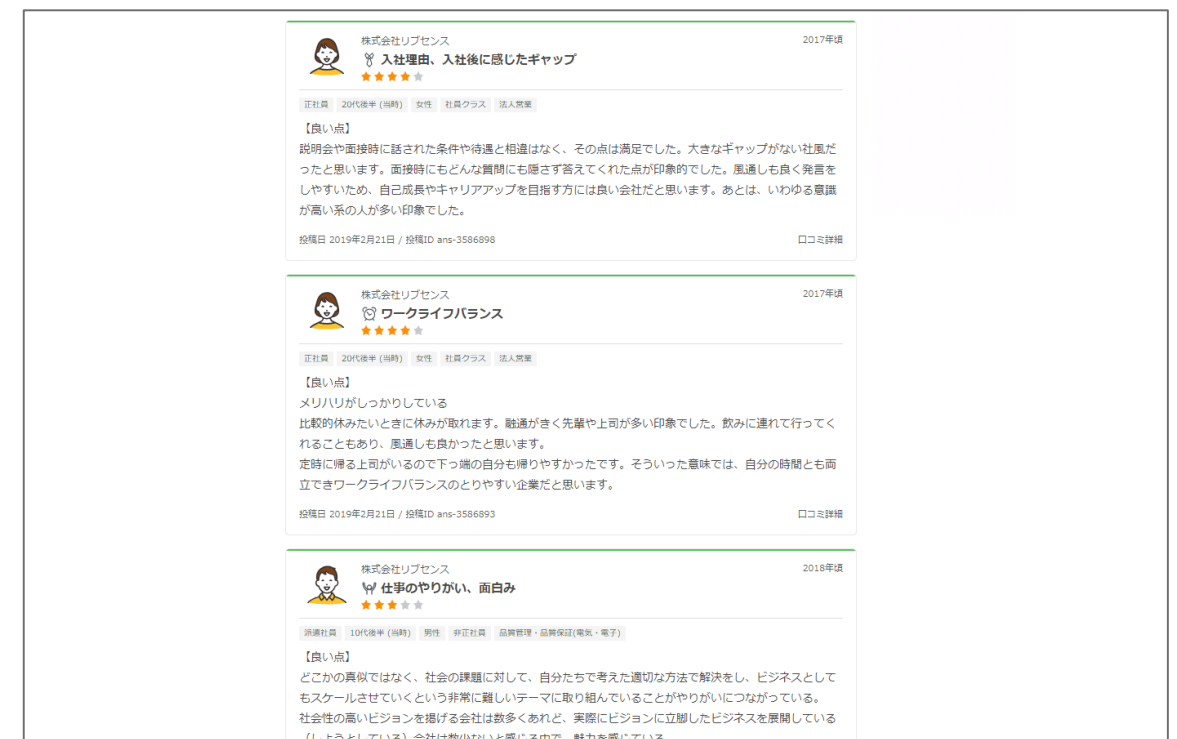 株式会社リブセンス
2017年頃
入社理由、入社後に感じたギャップ
正社員 20代後半 (当時) 女性 社員クラス 法人営業
【良い点】
説明会や面接時に話された条件や待遇と相違はなく、その点は満足でした。大きなギャップがない社風だ
ったと思います。面接時にもどんな質問にも隠さず答えてくれた点が印象的でした。風通しも良く発言を
しやすいため、自己成長やキャリアアップを目指す方には良い会社だと思います。あとは、いわゆる意識
が高い系の人が多い印象でした。
投稿日 2019年2月21日 / 投稿ID ans-3586898
口コミ詳細
株式会社リブセンス
2017年頃
ワークライフバランス
正社員 20代後半 (当時) 女性 社員クラス 法人営業
【良い点】
メリハリがしっかりしている
比較的休みたいときに休みが取れます。融通がきく先輩や上司が多い印象でした。飲みに連れて行ってく
れることもあり、風通しも良かったと思います。
定時に帰る上司がいるので下っ端の自分も帰りやすかったです。そういった意味では、自分の時間とも両
立できワークライフバランスのとりやすい企業だと思います。
投稿日 2019年2月21日 / 投稿ID ans-3586893
口コミ詳細
株式会社リブセンス
2018年頃
仕事のやりがい、面白み
派遣社員 10代後半 (当時) 男性 非正社員 品質管理・品質保証(電気・電子)
【良い点】
どこかの真似ではなく、社会の課題に対して、自分たちで考えた適切な方法で解決をし、ビジネスとして
もスケールさせていくという非常に難しいテーマに取り組んでいることがやりがいにつながっている。
社会性の高いビジョンを掲げる会社は数多くあれど、実際にビジョンに立脚したビジネスを展開している
（しようとしている）会社は数少ないと感じる中で、魅力を感じている。